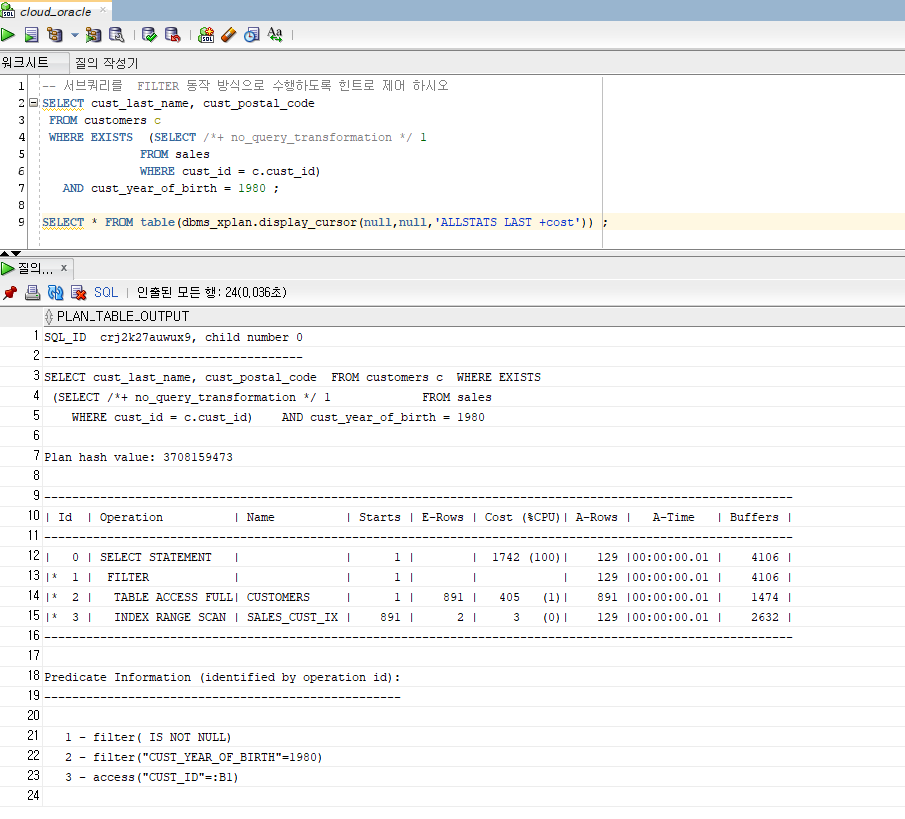 cloud_oracle
워크시트 질의 작성기
1 -- 서브쿼리를  FILTER 동작 방식으로 수행하도록 힌트로 제어 하시오
2 SELECT cust_last_name, cust_postal_code
3 FROM customers c
4 WHERE EXISTS  (SELECT /*+ no_query_transformation */ 1
5 FROM sales
6 WHERE cust_id = c.cust_id)
7 AND cust_year_of_birth = 1980 ;
8
9 SELECT * FROM table(dbms_xplan.display_cursor(null,null,'ALLSTATS LAST +cost')) ;
질의... x
SQL | 인출된 모든 행: 24(0.036초)
PLAN_TABLE_OUTPUT
1 SQL_ID  crj2k27auwux9, child number 0
2 -------------------------------------
3 SELECT cust_last_name, cust_postal_code  FROM customers c  WHERE EXISTS
4 (SELECT /*+ no_query_transformation */ 1             FROM sales
5 WHERE cust_id = c.cust_id)    AND cust_year_of_birth = 1980
6
7 Plan hash value: 3708159473
8
9 -----------------------------------------------------------------------------------------------------------
10 | Id  | Operation          | Name          | Starts | E-Rows | Cost (%CPU)| A-Rows |   A-Time   | Buffers |
11 -----------------------------------------------------------------------------------------------------------
12 |   0 | SELECT STATEMENT   |               |      1 |        |  1742 (100)|    129 |00:00:00.01 |    4106 |
13 |*  1 |  FILTER            |               |      1 |        |            |    129 |00:00:00.01 |    4106 |
14 |*  2 |   TABLE ACCESS FULL| CUSTOMERS     |      1 |    891 |   405   (1)|    891 |00:00:00.01 |    1474 |
15 |*  3 |   INDEX RANGE SCAN | SALES_CUST_IX |    891 |      2 |     3   (0)|    129 |00:00:00.01 |    2632 |
16 -----------------------------------------------------------------------------------------------------------
17
18 Predicate Information (identified by operation id):
19 ---------------------------------------------------
20
21 1 - filter( IS NOT NULL)
22 2 - filter("CUST_YEAR_OF_BIRTH"=1980)
23 3 - access("CUST_ID"=:B1)
24